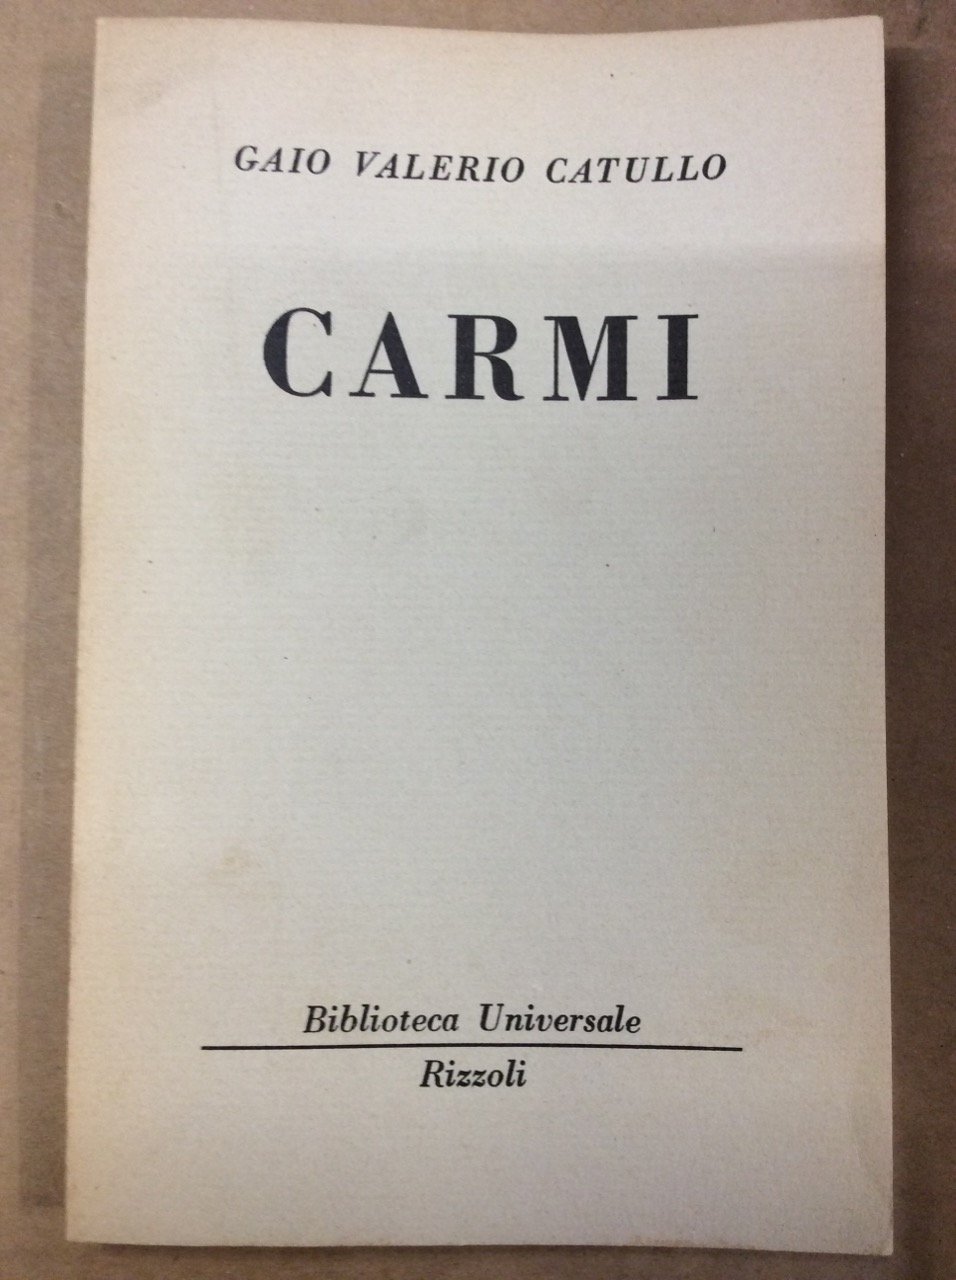 GAIO VALERIO CATULLO
CARMI
Biblioteca Universale
Rizzoli